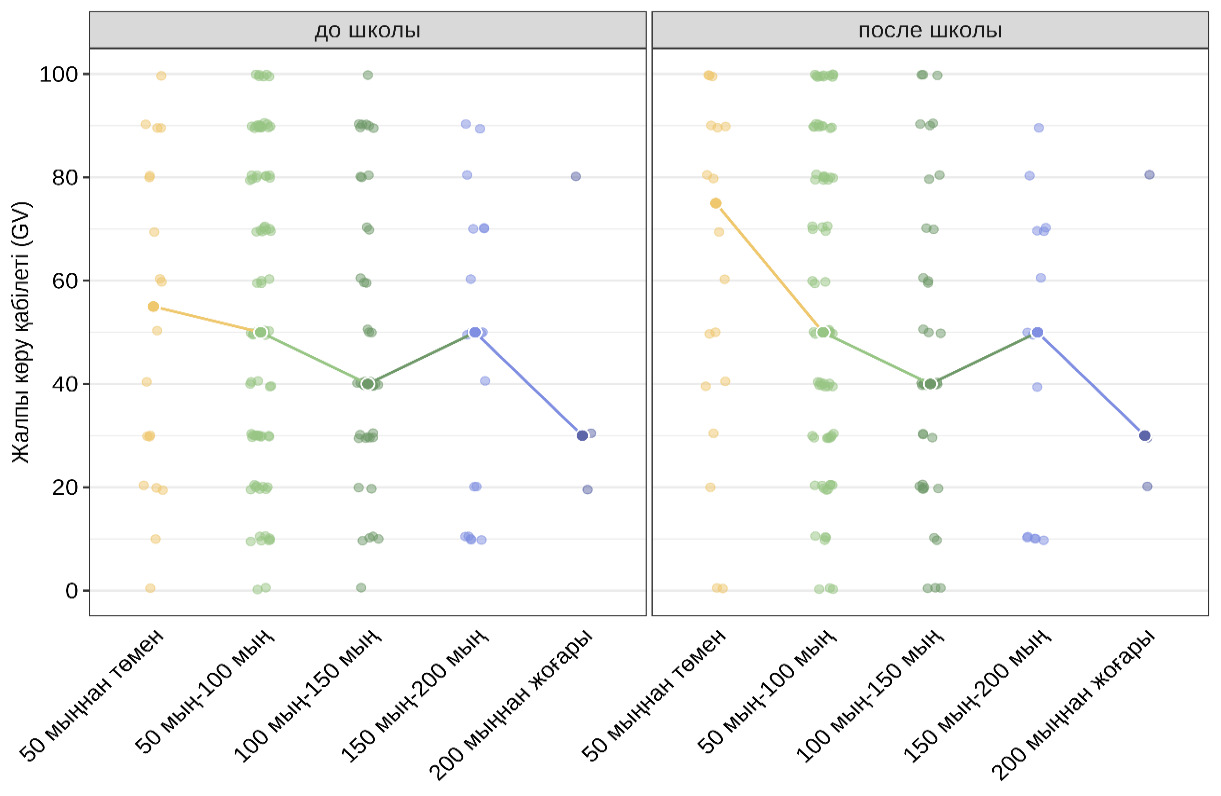 до школы
после школы
Жалпы көру қабілеті (GV)
100
80
60
40
20
0
50 мыңнан төмен
50 мың-100 мың
100 мың-150 мың
150 мың-200 мың
200 мыңнан жоғары
50 мыңнан төмен
50 мың-100 мың
100 мың-150 мың
150 мың-200 мың
200 мыңнан жоғары